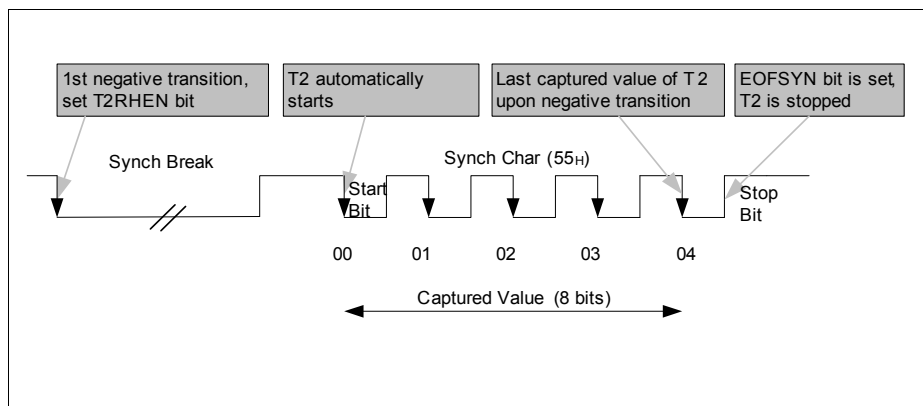 1st negative transition,
set T2RHEN bit
T2 automatically
starts
Last captured value of T2
upon negative transition
EOFSYN bit is set,
T2 is stopped
Synch Break
Synch Char (55H)
Start
Bit
Stop
Bit
00 01 02 03 04
Captured Value (8 bits)